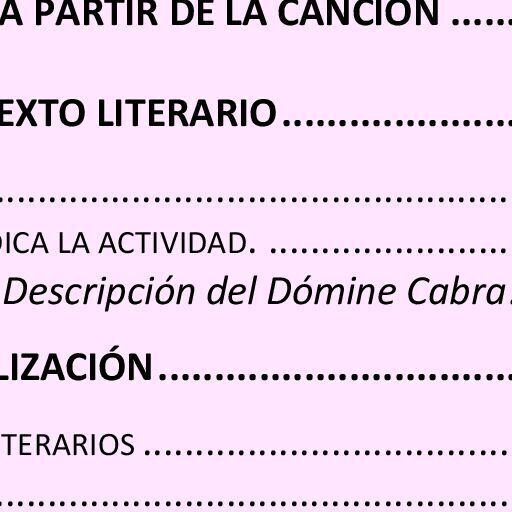 A PARTIR DE LA CANCIÓN ......
EXTO LITERARIO......................
..................................................
DICA LA ACTIVIDAD. .......................
Descripción del Dómine Cabra.
LIZACIÓN................................
TERARIOS ...................................
..................................................